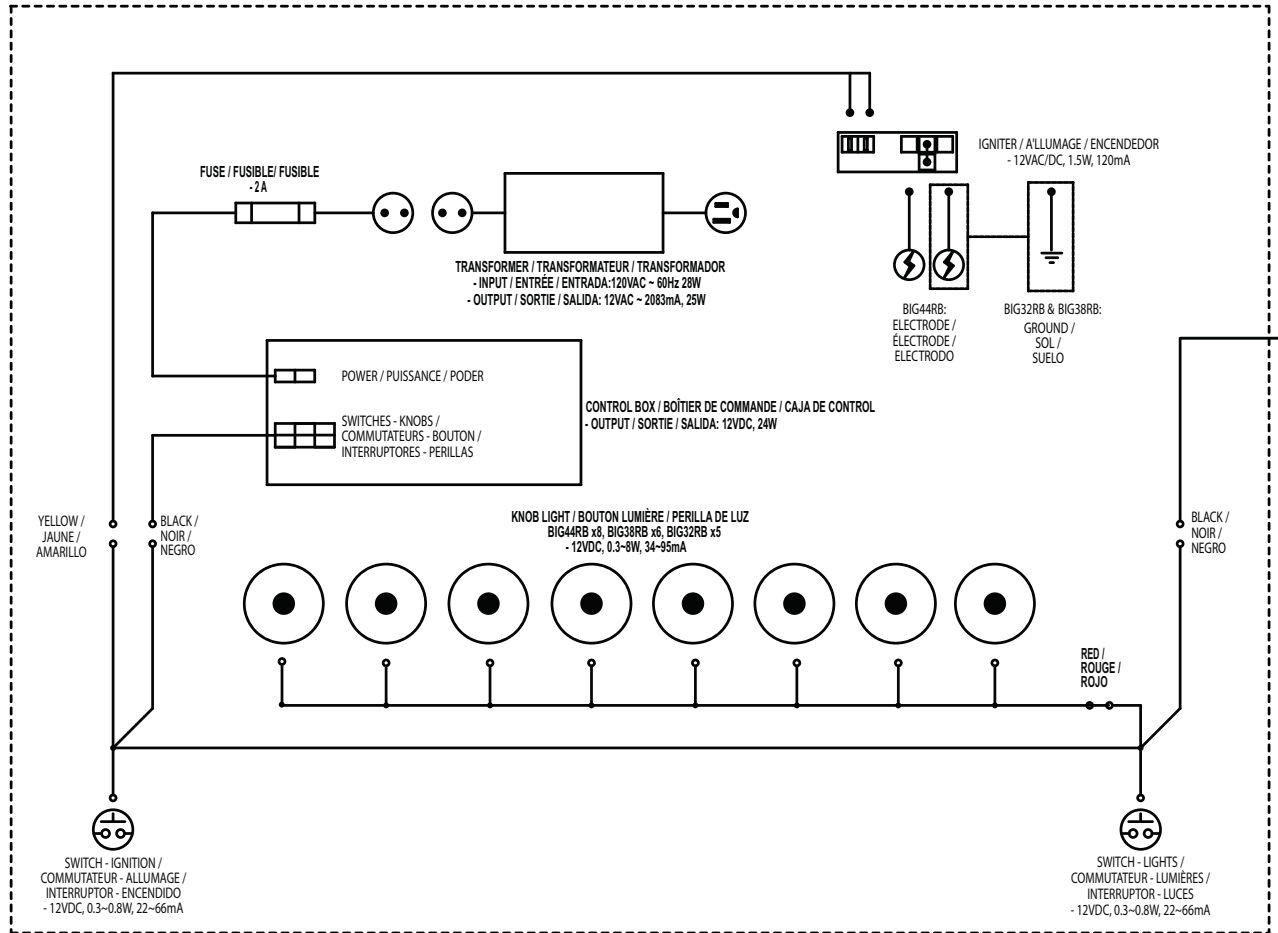 IGNITER / A'LLUMAGE / ENCENDEDOR
- 12VAC/DC, 1.5W, 120mA
FUSE / FUSIBLE/ FUSIBLE
- 2 A
TRANSFORMER / TRANSFORMATEUR / TRANSFORMADOR
- INPUT / ENTRÉE / ENTRADA:120VAC ~ 60Hz 28W
- OUTPUT / SORTIE / SALIDA: 12VAC ~ 2083mA, 25W
BIG44RB:
ELECTRODE /
ÉLECTRODE /
ELECTRODO
BIG32RB & BIG38RB:
GROUND /
SOL /
SUELO
POWER / PUISSANCE / PODER
SWITCHES - KNOBS /
COMMUTATEURS - BOUTON /
INTERRUPTORES - PERILLAS
CONTROL BOX / BOÎTIER DE COMMANDE / CAJA DE CONTROL
- OUTPUT / SORTIE / SALIDA: 12VDC, 24W
YELLOW /
JAUNE /
AMARILLO
BLACK /
NOIR /
NEGRO
KNOB LIGHT / BOUTON LUMIÈRE / PERILLA DE LUZ
BIG44RB x8, BIG38RB x6, BIG32RB x5
- 12VDC, 0.3~8W, 34~95mA
BLACK /
NOIR /
NEGRO
RED /
ROUGE /
ROJO
SWITCH - IGNITION /
COMMUTATEUR - ALLUMAGE /
INTERRUPTOR - ENCENDIDO
- 12VDC, 0.3~0.8W, 22~66mA
SWITCH - LIGHTS /
COMMUTATEUR - LUMIÈRES /
INTERRUPTOR - LUCES
- 12VDC, 0.3~0.8W, 22~66mA